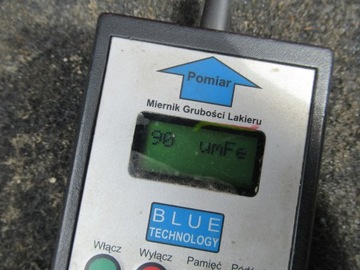 Pomiar
Miernik Grubości Lakieru
90 umFe
BLUE
TECHNOLOGY
Włącz Wyłącz Pamięć